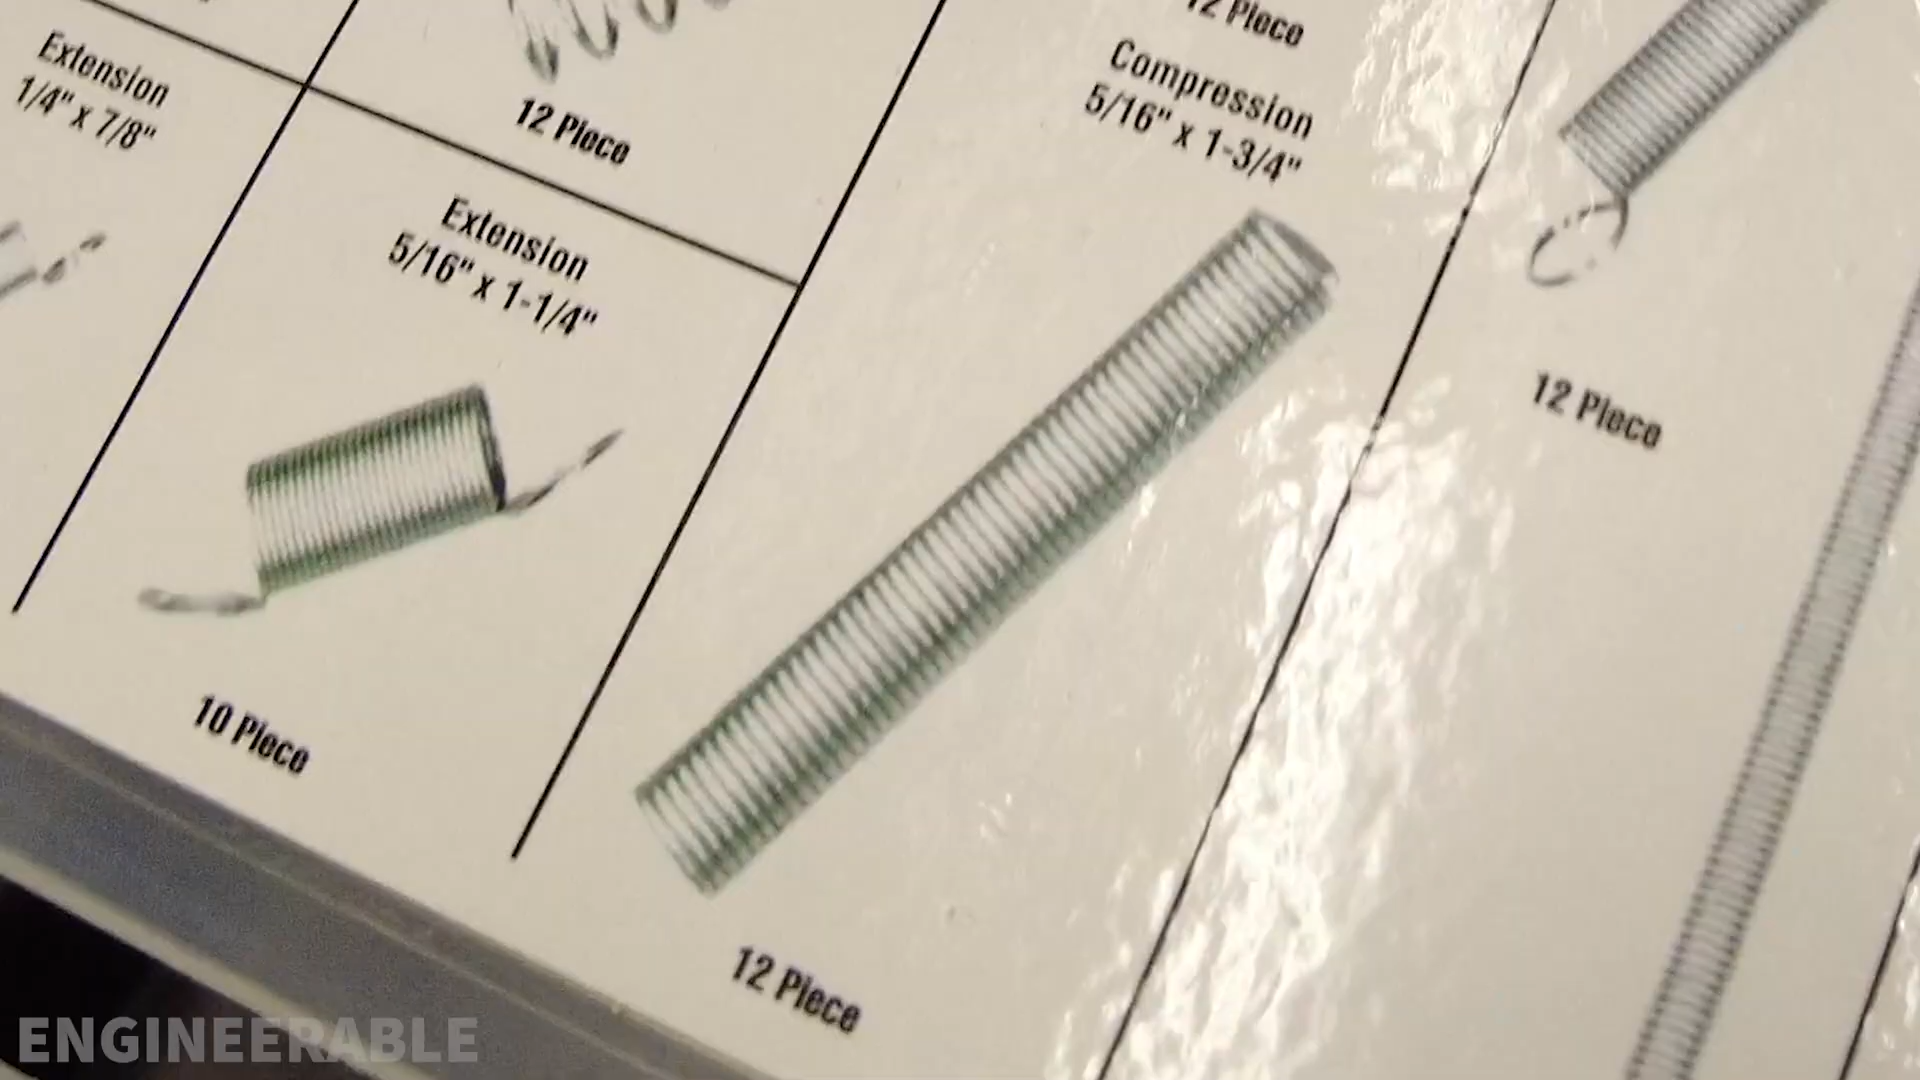 Extension
1/4" x 7/8"
12 Piece
Extension
5/16" x 1-1/4"
10 Piece
12 Piece
Compression
5/16" x 1-3/4"
12 Piece
12 Piece
ENGINEERABLE